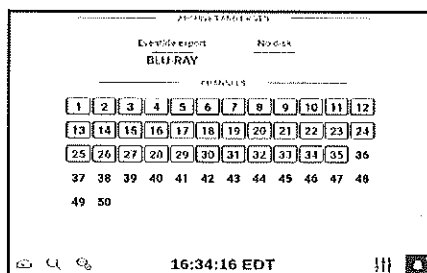 Event/file export No disk
BLU-RAY
CHANNELS
1 2 3 4 5 6 7 8 9 10 11 12
13 14 15 16 17 18 19 20 21 22 23 24
25 26 27 28 29 30 31 32 33 34 35 36
37 38 39 40 41 42 43 44 45 46 47 48
49 50
16:34:16 EDT